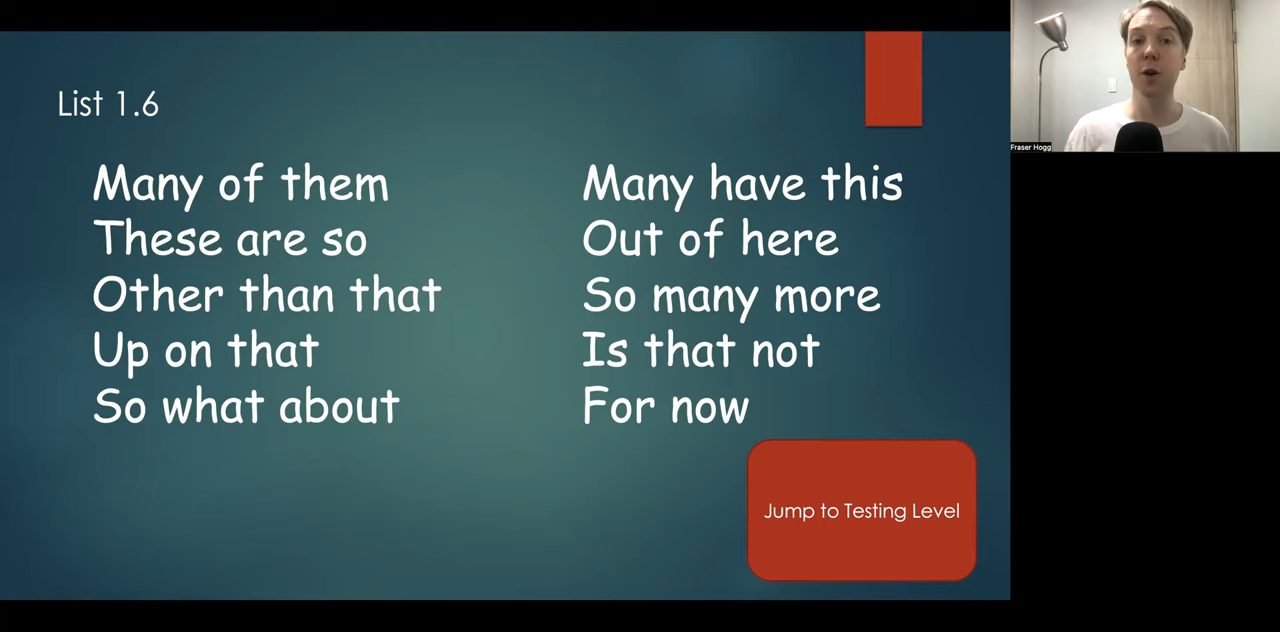 List 1.6
Many of them
These are so
Other than that
Up on that
So what about
Many have this
Out of here
So many more
Is that not
For now
Jump to Testing Level
Fraser Hogg